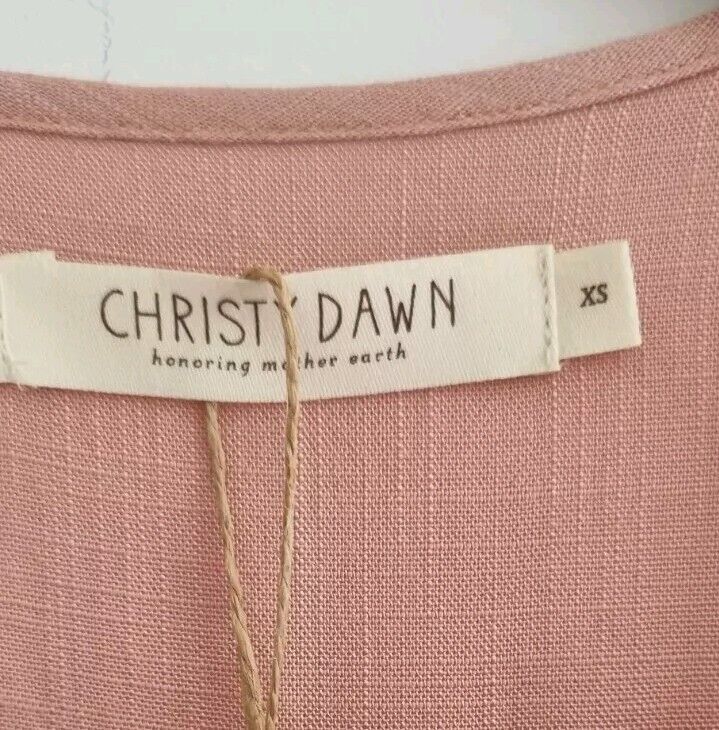 CHRISTY DAWN
honoring mother earth
XS